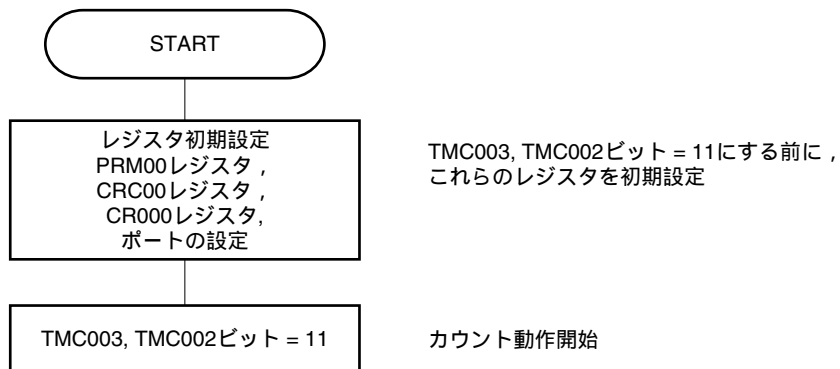 START
レジスタ初期設定
PRM00レジスタ，
CRC00レジスタ，
CR000レジスタ,
ポートの設定
TMC003, TMC002ビット = 11にする前に，
これらのレジスタを初期設定
TMC003, TMC002ビット = 11
カウント動作開始